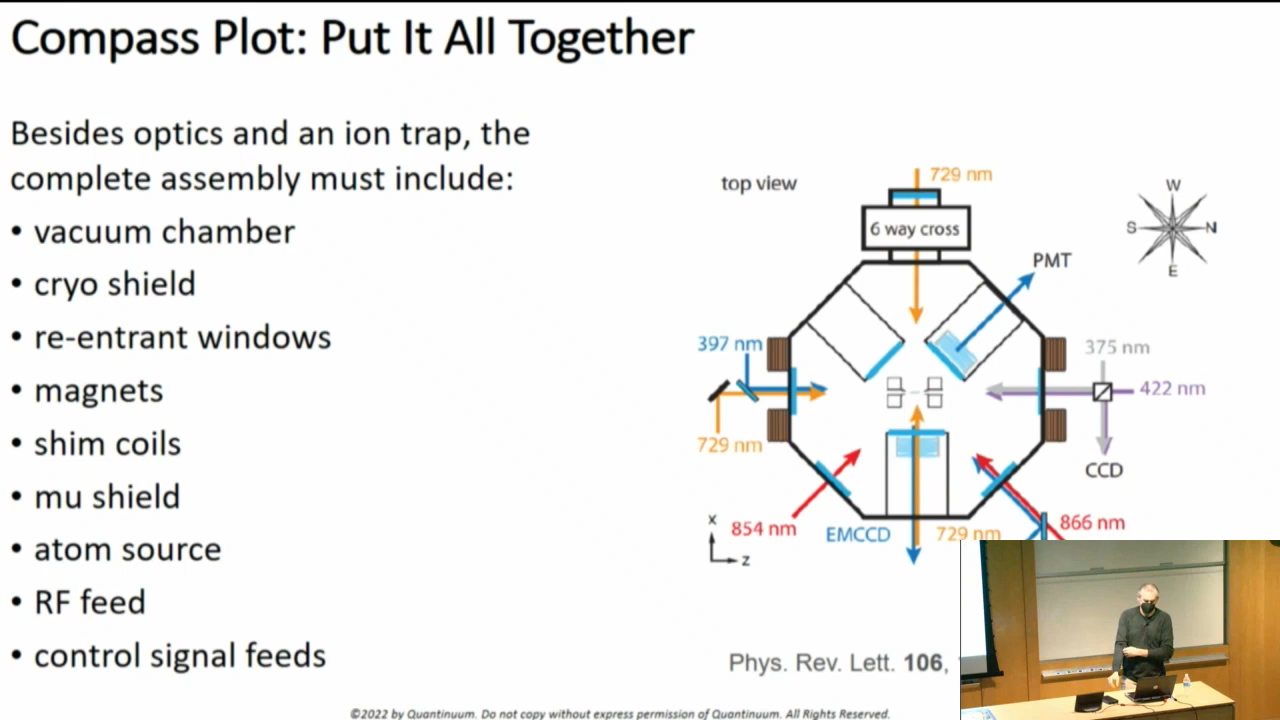 Compass Plot: Put It All Together
Besides optics and an ion trap, the
complete assembly must include:
• vacuum chamber
• cryo shield
• re-entrant windows
• magnets
• shim coils
• mu shield
• atom source
• RF feed
• control signal feeds
top view
729 nm
6 way cross
PMT
W
S
N
E
397 nm
375 nm
422 nm
729 nm
CCD
854 nm
EMCCD
729 nm
866 nm
x
z
Phys. Rev. Lett. 106,
©2022 by Quantinuum. Do not copy without express permission of Quantinuum. All Rights Reserved.